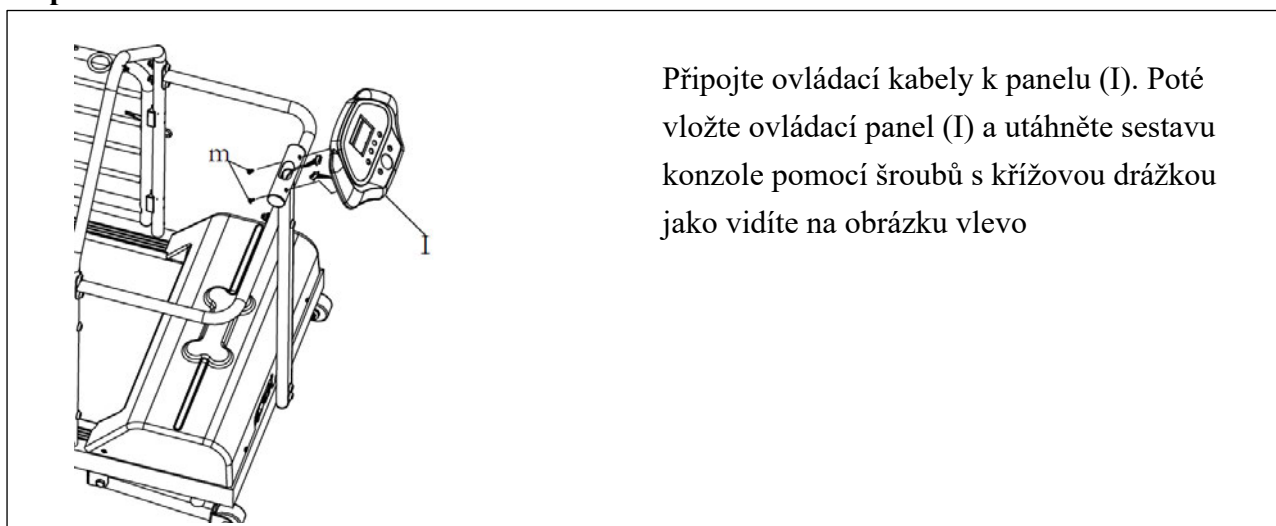 m
I
Připojte ovládací kabely k panelu (I). Poté
vložte ovládací panel (I) a utáhněte sestavu
konzole pomocí šroubů s křížovou drážkou
jako vidíte na obrázku vlevo